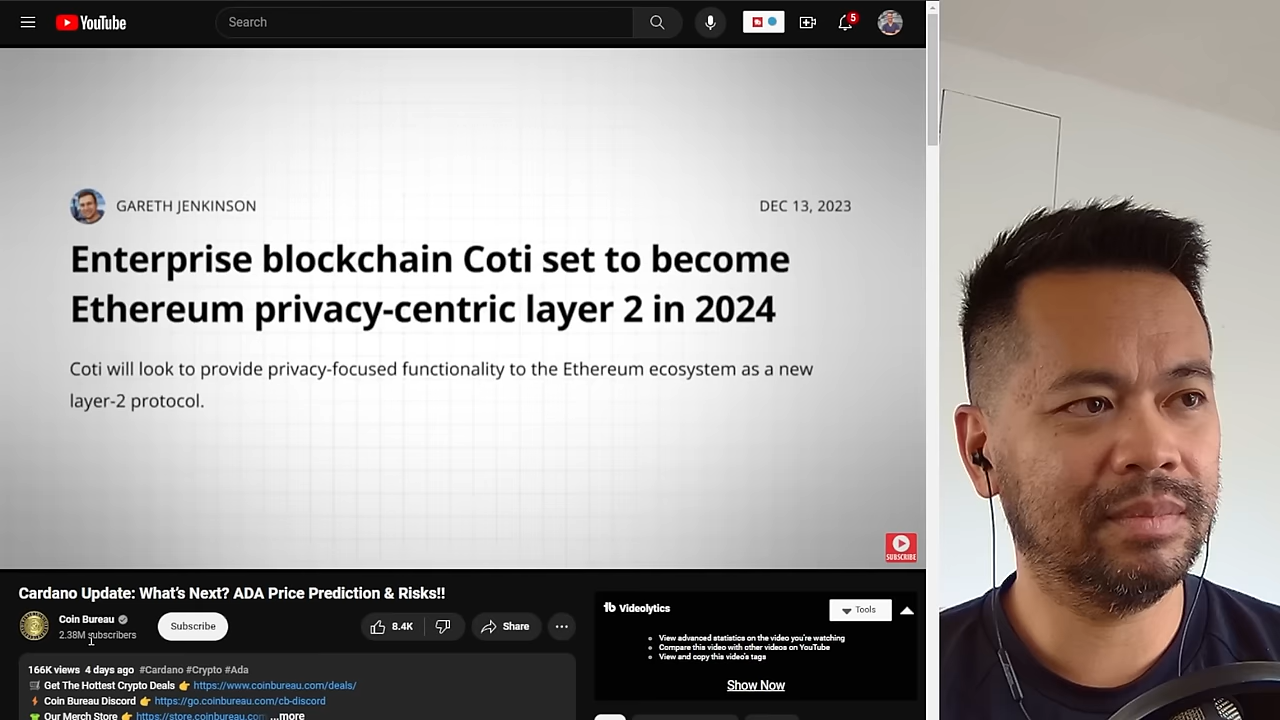 YouTube
Search
5
GARETH JENKINSON
DEC 13, 2023
Enterprise blockchain Coti set to become
Ethereum privacy-centric layer 2 in 2024
Coti will look to provide privacy-focused functionality to the Ethereum ecosystem as a new
layer-2 protocol.
SUBSCRIBE
Cardano Update: What's Next? ADA Price Prediction & Risks!!
Coin Bureau
2.38M subscribers
Subscribe
8.4K
Share
166K views 4 days ago #Cardano #Crypto #Ada
🛒 Get The Hottest Crypto Deals 👉 https://www.coinbureau.com/deals/
⚡ Coin Bureau Discord 👉 https://go.coinbureau.com/cb-discord
👕 Our Merch Store 👉 https://store.coinbureau.com ...more
tb Videolytics
Tools
View advanced statistics on the video you're watching
Compare this video with other videos on YouTube
View and copy this video's tags
Show Now